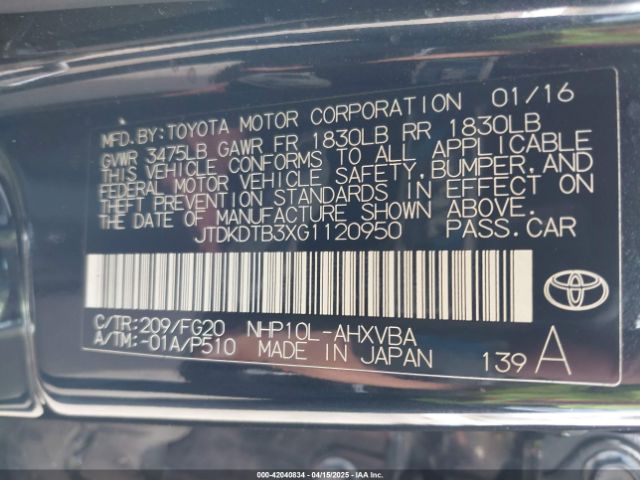 MFD.BY:TOYOTA MOTOR CORPORATION 01/16
GVWR 3475LB GAWR FR 1830LB RR 1830LB
THIS VEHICLE CONFORMS TO ALL APPLICABLE
FEDERAL MOTOR VEHICLE SAFETY,BUMPER,AND
THEFT PREVENTION STANDARDS IN EFFECT ON
THE DATE OF MANUFACTURE SHOWN ABOVE.
JTDKDTB3XG1120950 PASS.CAR
C/TR:209/FG20 NHP10L-AHXVBA
A/TM:-01A/P510 MADE IN JAPAN 139 A
000-42040834 - 04/15/2025 - IAA Inc.